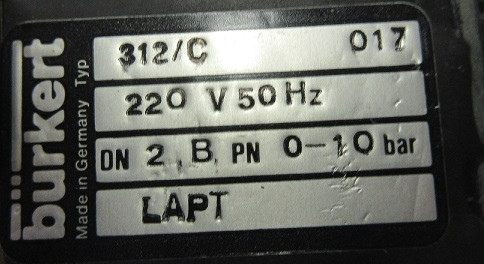 bürkert
Made in Germany Typ
312/C 017
220 V 50 Hz
DN 2 , B, PN 0-10 bar
LAPT